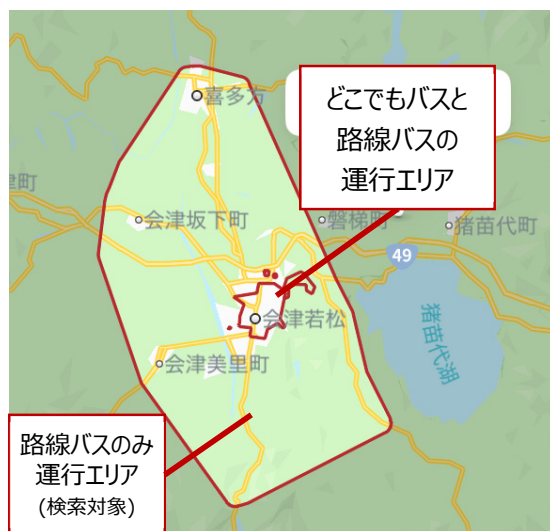 喜多方
どこでもバスと
路線バスの
運行エリア
津町
会津坂下町
磐梯町
猪苗代町
49
会津若松
猪苗代湖
会津美里町
路線バスのみ
運行エリア
(検索対象)